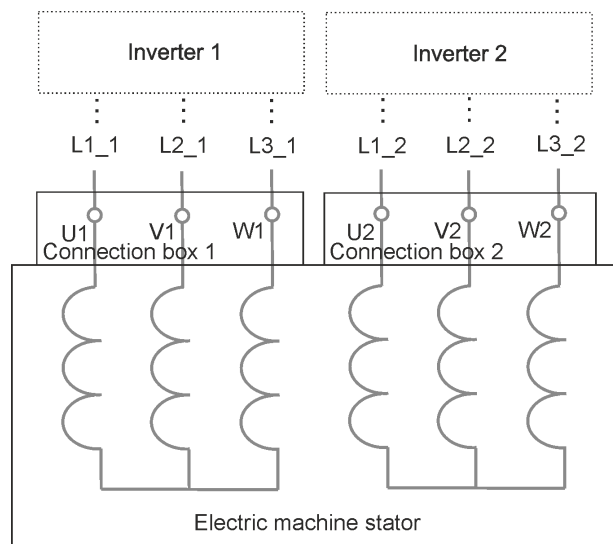 Inverter 1 Inverter 2
L1_1 L2_1 L3_1 L1_2 L2_2 L3_2
U1 V1 W1 U2 V2 W2
Connection box 1 Connection box 2
Electric machine stator